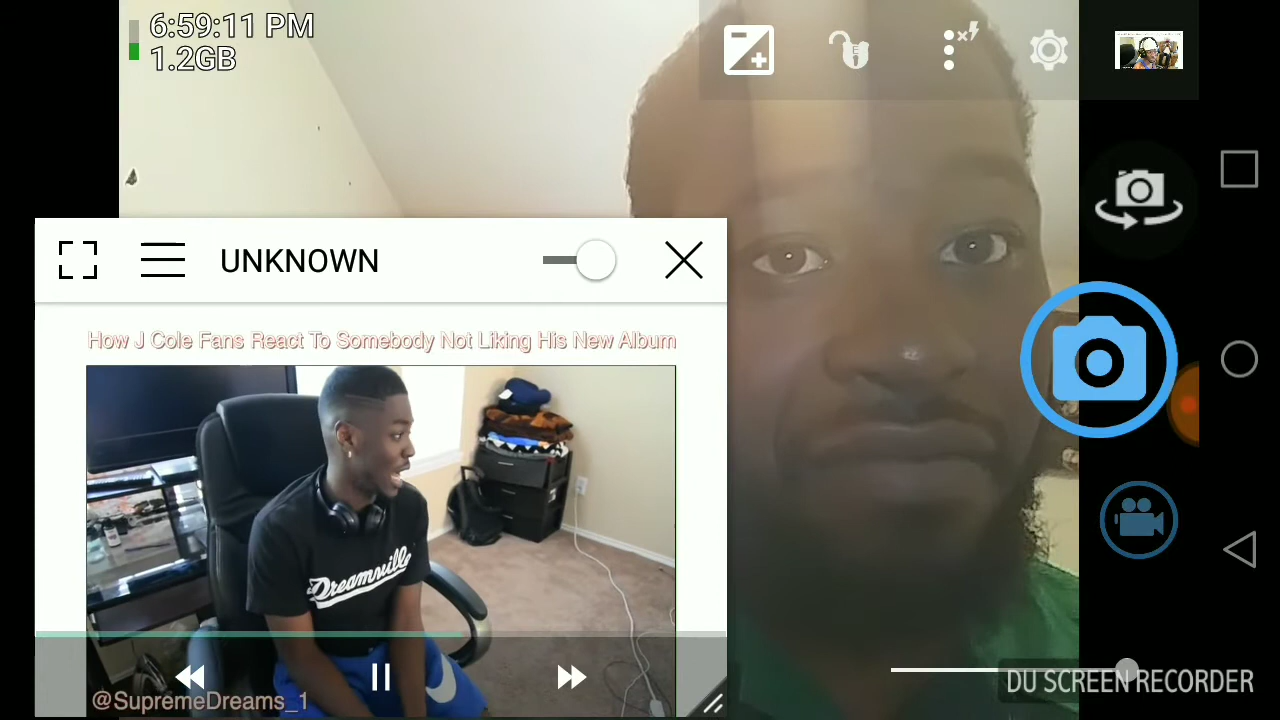 6:59:11 PM
1.2GB
UNKNOWN
How J Cole Fans React To Somebody Not Liking His New Album
Dreamville
@SupremeDreams_1
DU SCREEN RECORDER